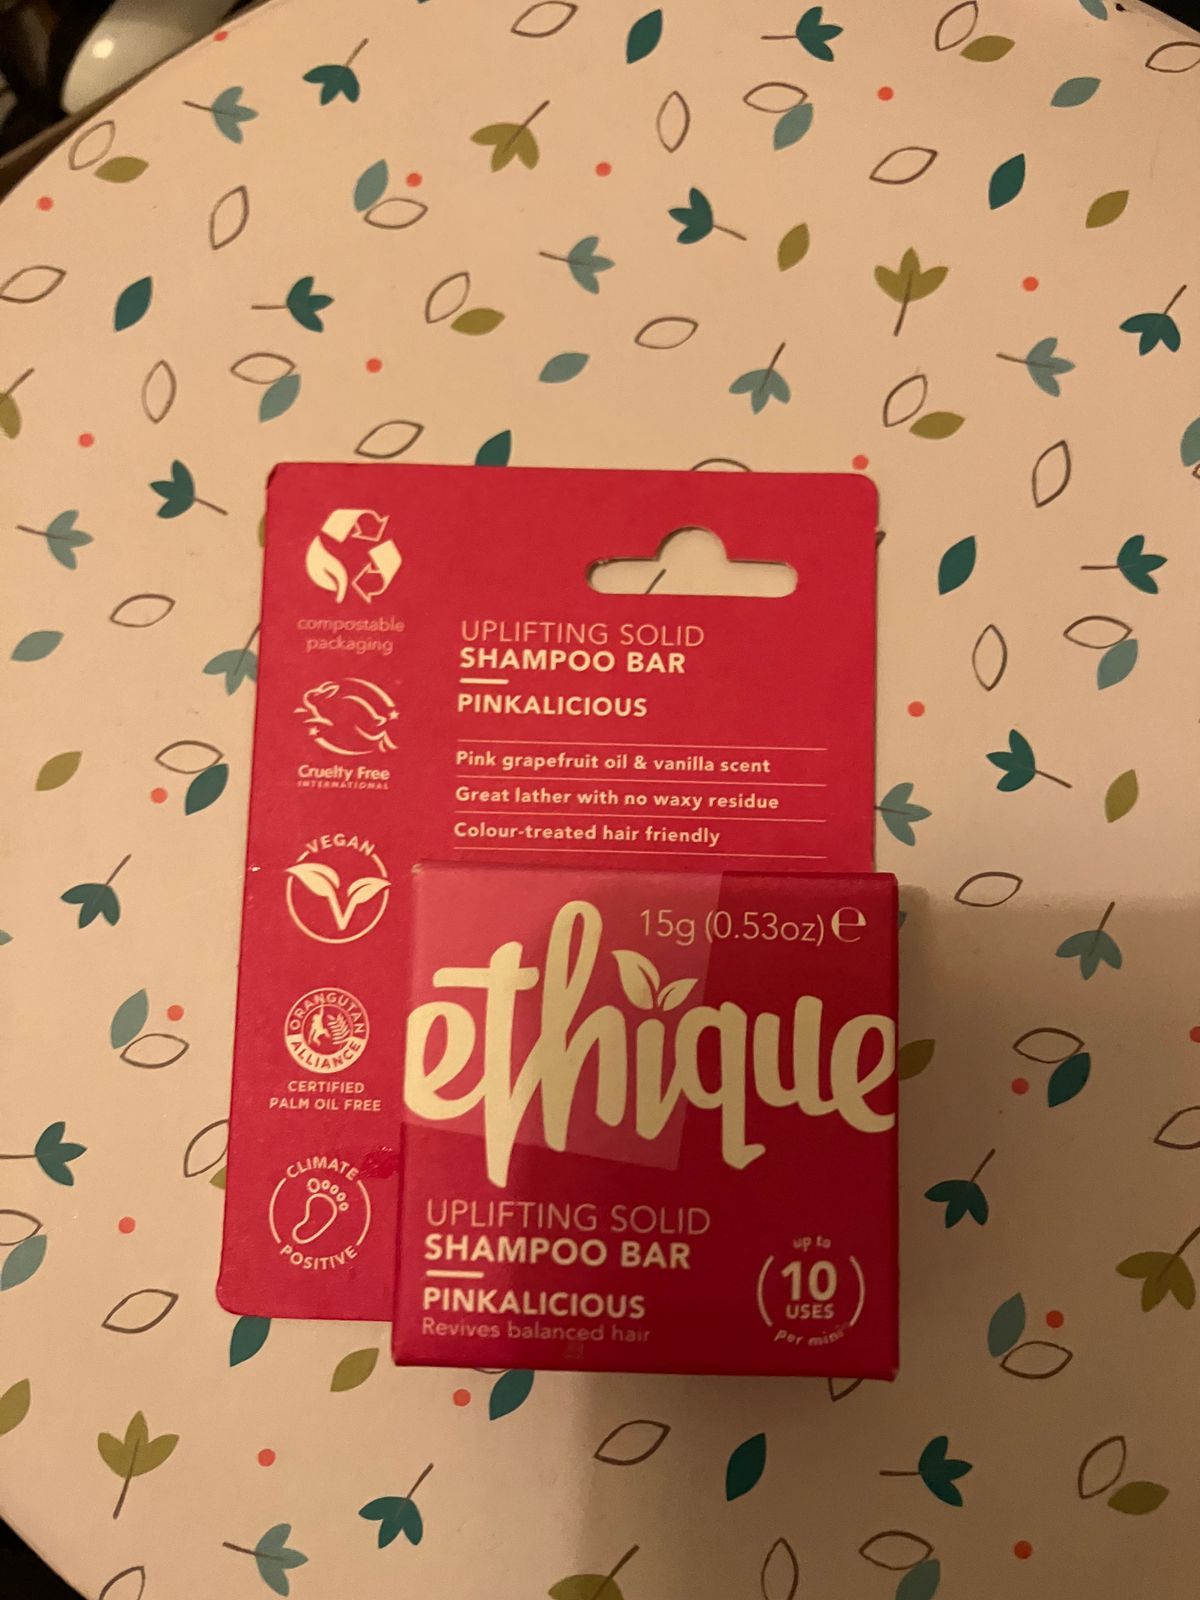 compostable
packaging
Cruelty Free
INTERNATIONAL
VEGAN
ORANGUTAN
ALLIANCE
CERTIFIED
PALM OIL FREE
CLIMATE
POSITIVE
UPLIFTING SOLID
SHAMPOO BAR
PINKALICIOUS
Pink grapefruit oil & vanilla scent
Great lather with no waxy residue
Colour-treated hair friendly
15g (0.53oz) ℮
ethique
UPLIFTING SOLID
SHAMPOO BAR
PINKALICIOUS
Revives balanced hair
up to
10
USES
per mini